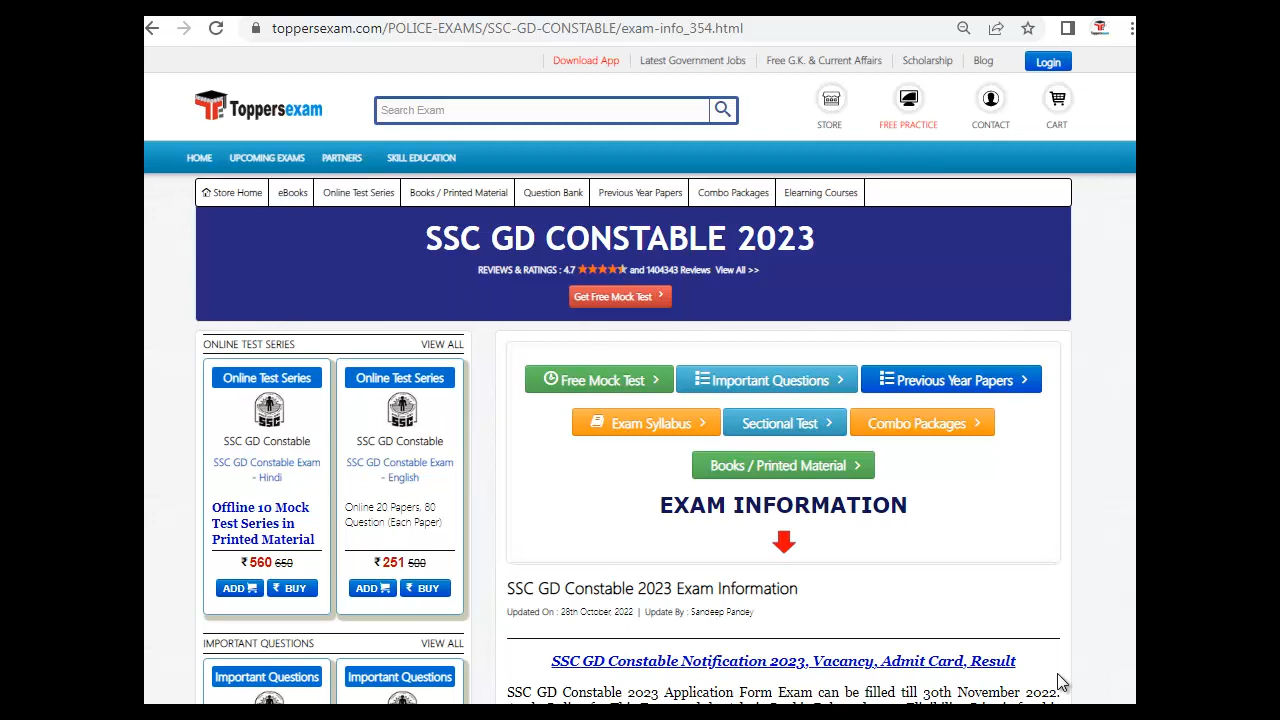 toppersexam.com/POLICE-EXAMS/SSC-GD-CONSTABLE/exam-info_354.html
Download App Latest Government Jobs Free G.K. & Current Affairs Scholarship Blog Login
Toppersexam Search Exam
STORE FREE PRACTICE CONTACT CART
HOME UPCOMING EXAMS PARTNERS SKILL EDUCATION
Store Home eBooks Online Test Series Books / Printed Material Question Bank Previous Year Papers Combo Packages Elearning Courses
SSC GD CONSTABLE 2023
REVIEWS & RATINGS : 4.7 and 1404343 Reviews View All >>
Get Free Mock Test >
ONLINE TEST SERIES VIEW ALL
Online Test Series
SSC
SSC GD Constable
SSC GD Constable Exam
- Hindi
Offline 10 Mock
Test Series in
Printed Material
₹ 560 650
ADD ₹ BUY
Online Test Series
SSC
SSC GD Constable
SSC GD Constable Exam
- English
Online 20 Papers, 80
Question (Each Paper)
₹ 251 500
ADD ₹ BUY
IMPORTANT QUESTIONS VIEW ALL
Important Questions Important Questions
Free Mock Test > Important Questions > Previous Year Papers >
Exam Syllabus > Sectional Test > Combo Packages >
Books / Printed Material >
EXAM INFORMATION
SSC GD Constable 2023 Exam Information
Updated On : 28th October, 2022 | Update By : Sandeep Pandey
SSC GD Constable Notification 2023, Vacancy, Admit Card, Result
SSC GD Constable 2023 Application Form Exam can be filled till 30th November 2022.